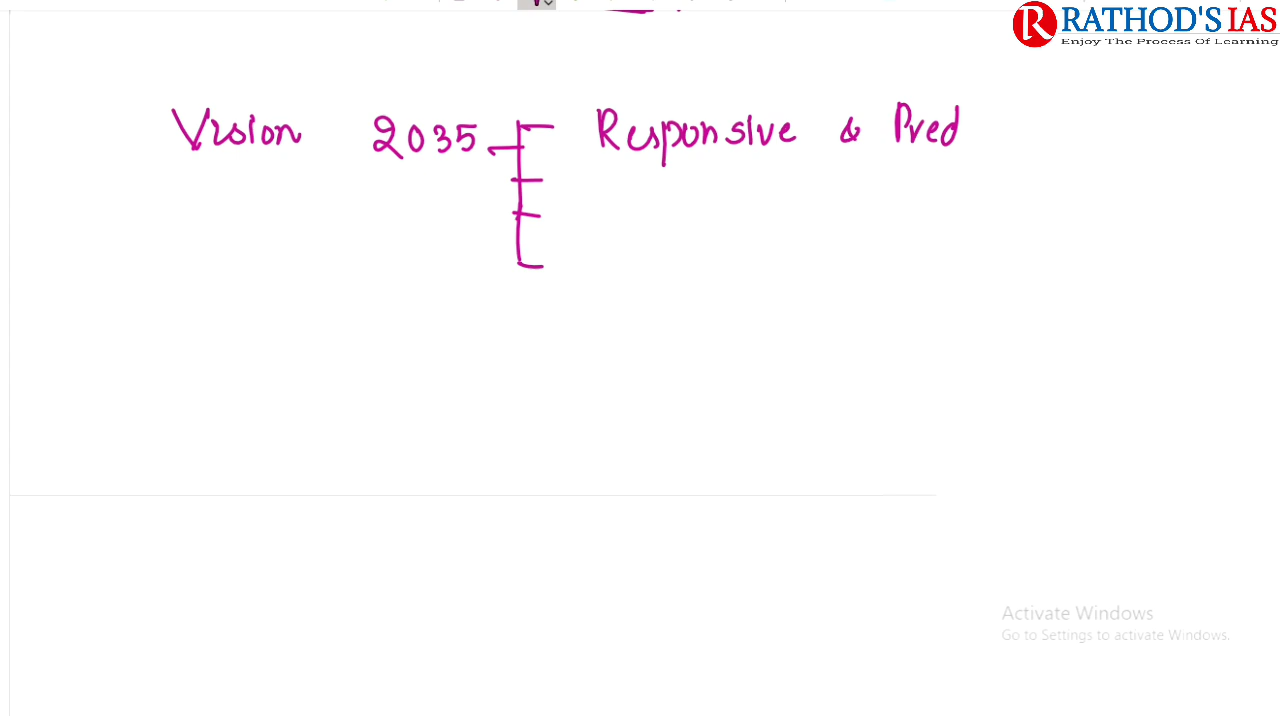 RATHOD'S IAS
Enjoy The Process Of Learning
Vision 2035 Responsive & Pred
Activate Windows
Go to Settings to activate Windows.